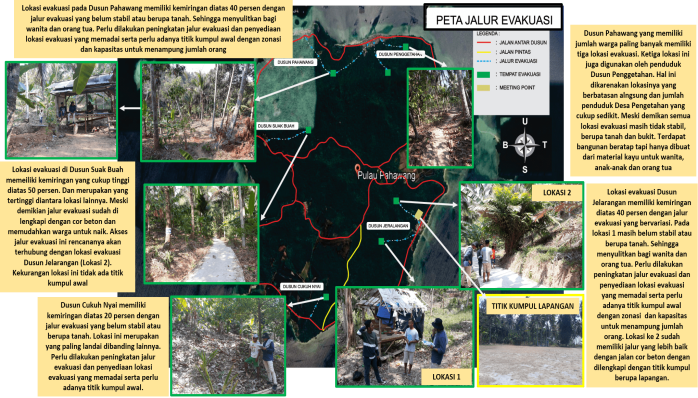 Lokasi evakuasi pada Dusun Pahawang memiliki kemiringan diatas 40 persen dengan
jalur evakuasi yang belum stabil atau berupa tanah. Sehingga menyulitkan bagi
wanita dan orang tua. Perlu dilakukan peningkatan jalur evakuasi dan penyediaan
lokasi evakuasi yang memadai serta perlu adanya titik kumpul awal dengan zonasi
dan kapasitas untuk menampung jumlah orang
PETA JALUR EVAKUASI
LEGENDA :
JALAN ANTAR DUSUN
JALAN PINTAS
JALUR EVAKUASI
TEMPAT EVAKUASI
MEETING POINT
U
B
T
S
DUSUN PAHAWANG
DUSUN PENGGETAHAN
DUSUN SUAK BUAH
Pulau Pahawang
DUSUN JERALANGAN
DUSUN CUKUH NYAI
Dusun Pahawang yang memiliki
jumlah warga paling banyak memiliki
tiga lokasi evakuasi. Ketiga lokasi ini
juga digunakan oleh penduduk
Dusun Penggetahan. Hal ini
dikarenakan lokasinya yang
berbatasan alngsung dan jumlah
penduduk Desa Pengetahan yang
cukup sedikit. Meski demikan semua
lokasi evakuasi masih tidak stabil,
berupa tanah dan bukit. Terdapat
bangunan beratap tapi hanya dibuat
dari material kayu untuk wanita,
anak-anak dan orang tua
Lokasi evakuasi di Dusun Suak Buah
memeiliki kemiringan yang cukup tinggi
diatas 50 persen. Dan merupakan yang
tertinggi diantara lokasi lainnya. Meski
demikian jalur evakuasi sudah di
lengkapi dengan cor beton dan
memudahkan warga untuk naik. Akses
jalur evakuasi ini rencananya akan
terhubung dengan lokasi evakuasi
Dusun Jelarangan (Lokasi 2).
Kekurangan lokasi ini tidak ada titik
kumpul awal
LOKASI 2
Lokasi evakuasi Dusun
Jelarangan memiliki kemiringan
diatas 40 persen dengan jalur
evakuasi yang bervariasi. Pada
lokasi 1 masih belum stabil atau
berupa tanah. Sehingga
menyulitkan bagi wanita dan
orang tua. Perlu dilakukan
peningkatan jalur evakuasi dan
penyediaan lokasi evakuasi
yang memadai serta perlu
adanya titik kumpul awal
dengan zonasi dan kapasitas
untuk menampung jumlah
orang. Lokasi ke 2 sudah
memiliki jalur yang lebih baik
dengan jalan cor beton dengan
dilengkapi dengan titik kumpul
berupa lapangan.
Dusun Cukuh Nyai memiliki
kemiringan diatas 20 persen dengan
jalur evakuasi yang belum stabil atau
berupa tanah. Lokasi ini merupakan
yang paling landai dibanding lainnya.
Perlu dilakukan peningkatan jalur
evakuasi dan penyediaan lokasi
evakuasi yang memadai serta perlu
adanya titik kumpul awal.
TITIK KUMPUL LAPANGAN
LOKASI 1